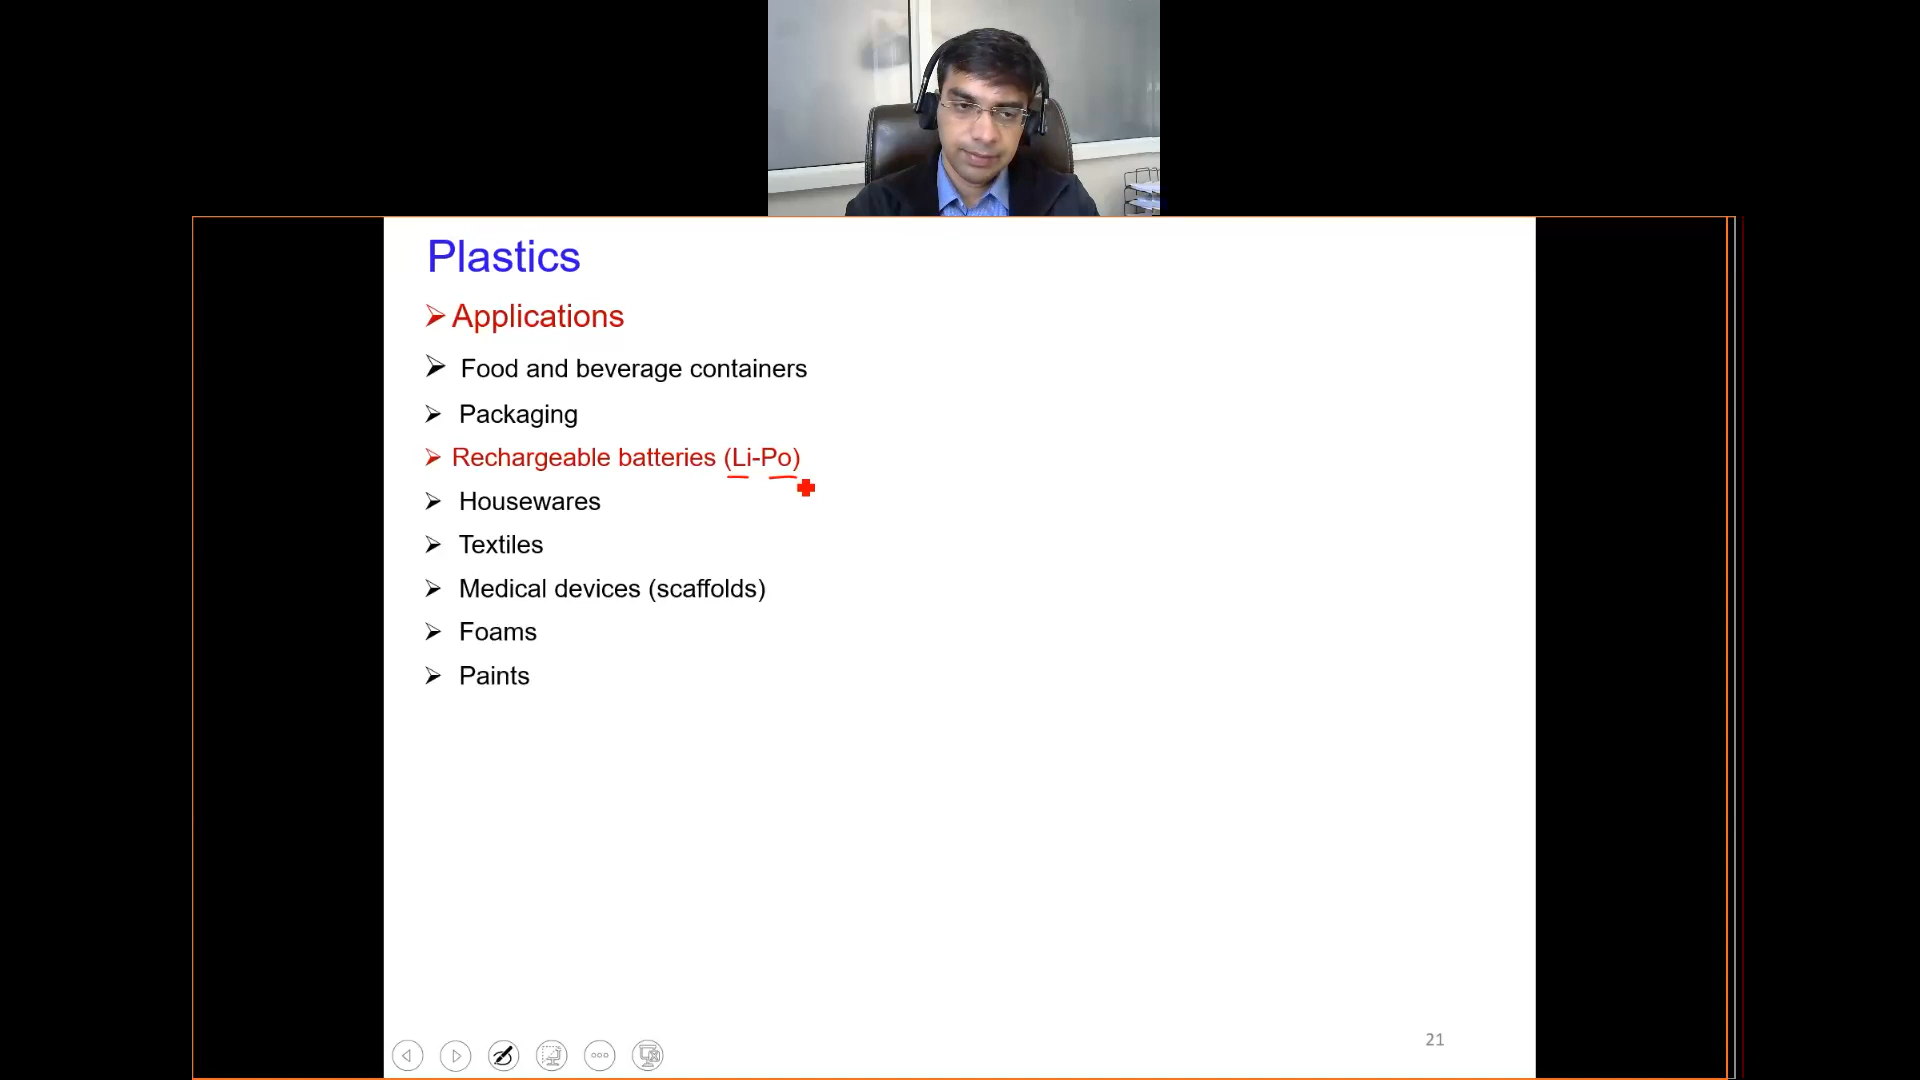 Plastics
➢ Applications
➢ Food and beverage containers
➢ Packaging
➢ Rechargeable batteries (Li-Po)
➢ Housewares
➢ Textiles
➢ Medical devices (scaffolds)
➢ Foams
➢ Paints
21